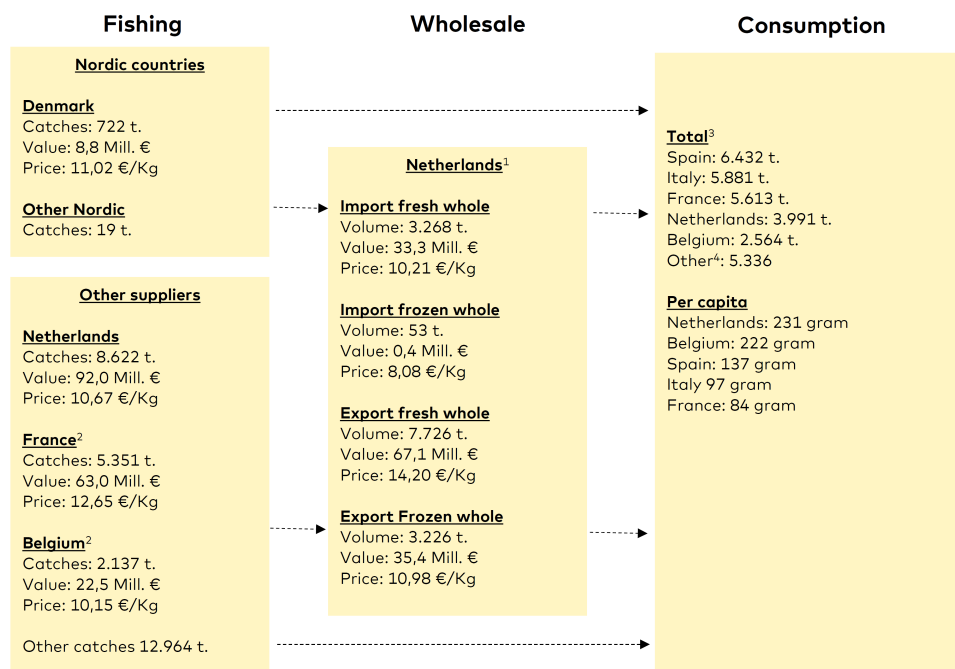 Fishing
Nordic countries
Denmark
Catches: 722 t.
Value: 8,8 Mill. €
Price: 11,02 €/Kg
Other Nordic
Catches: 19 t.
Other suppliers
Netherlands
Catches: 8.622 t.
Value: 92,0 Mill. €
Price: 10,67 €/Kg
France²
Catches: 5.351 t.
Value: 63,0 Mill. €
Price: 12,65 €/Kg
Belgium²
Catches: 2.137 t.
Value: 22,5 Mill. €
Price: 10,15 €/Kg
Other catches 12.964 t.
Wholesale
Netherlands¹
Import fresh whole
Volume: 3.268 t.
Value: 33,3 Mill. €
Price: 10,21 €/Kg
Import frozen whole
Volume: 53 t.
Value: 0,4 Mill. €
Price: 8,08 €/Kg
Export fresh whole
Volume: 7.726 t.
Value: 67,1 Mill. €
Price: 14,20 €/Kg
Export Frozen whole
Volume: 3.226 t.
Value: 35,4 Mill. €
Price: 10,98 €/Kg
Consumption
Total³
Spain: 6.432 t.
Italy: 5.881 t.
France: 5.613 t.
Netherlands: 3.991 t.
Belgium: 2.564 t.
Other⁴: 5.336
Per capita
Netherlands: 231 gram
Belgium: 222 gram
Spain: 137 gram
Italy 97 gram
France: 84 gram